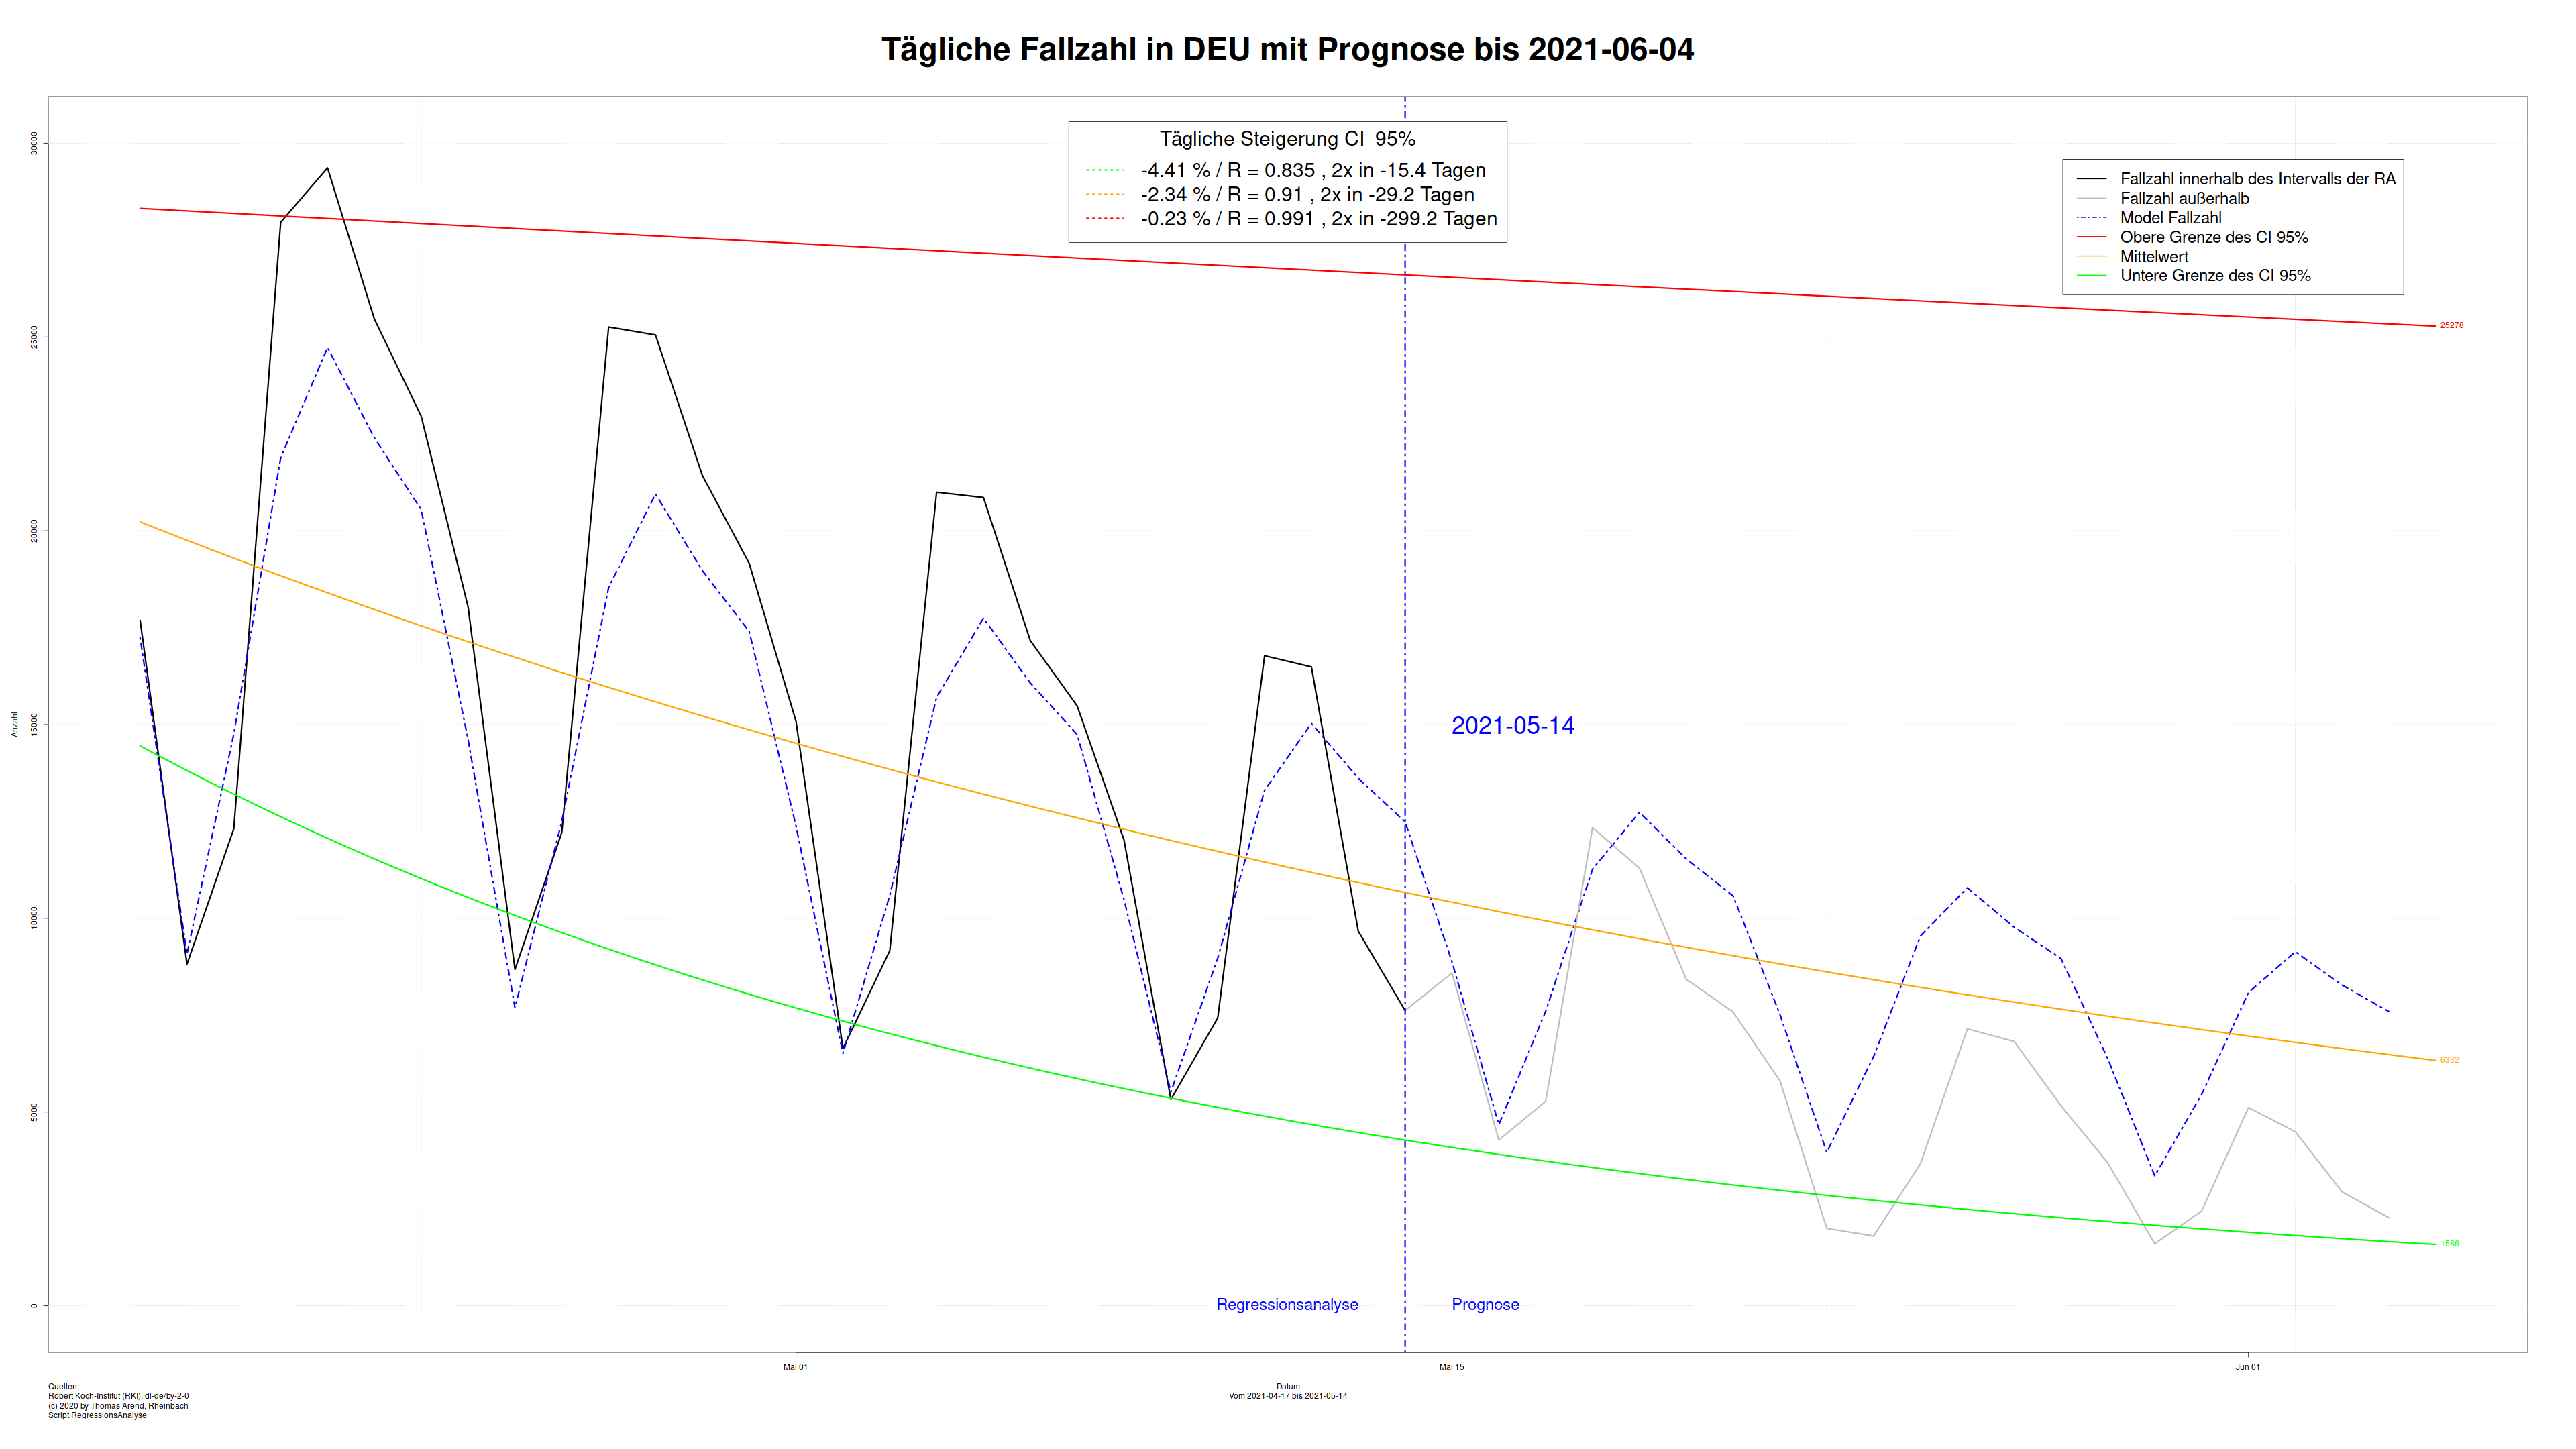 Tägliche Fallzahl in DEU mit Prognose bis 2021-06-04
Tägliche Steigerung CI  95%
-4.41 % / R = 0.835 , 2x in -15.4 Tagen
-2.34 % / R = 0.91 , 2x in -29.2 Tagen
-0.23 % / R = 0.991 , 2x in -299.2 Tagen
Fallzahl innerhalb des Intervalls der RA
Fallzahl außerhalb
Model Fallzahl
Obere Grenze des CI 95%
Mittelwert
Untere Grenze des CI 95%
30000
25000
20000
15000
10000
5000
0
Anzahl
25278
2021-05-14
6332
1586
Regressionsanalyse
Prognose
Mai 01
Mai 15
Jun 01
Datum
Vom 2021-04-17 bis 2021-05-14
Quellen:
Robert Koch-Institut (RKI), dl-de/by-2-0
(c) 2020 by Thomas Arend, Rheinbach
Script RegressionsAnalyse